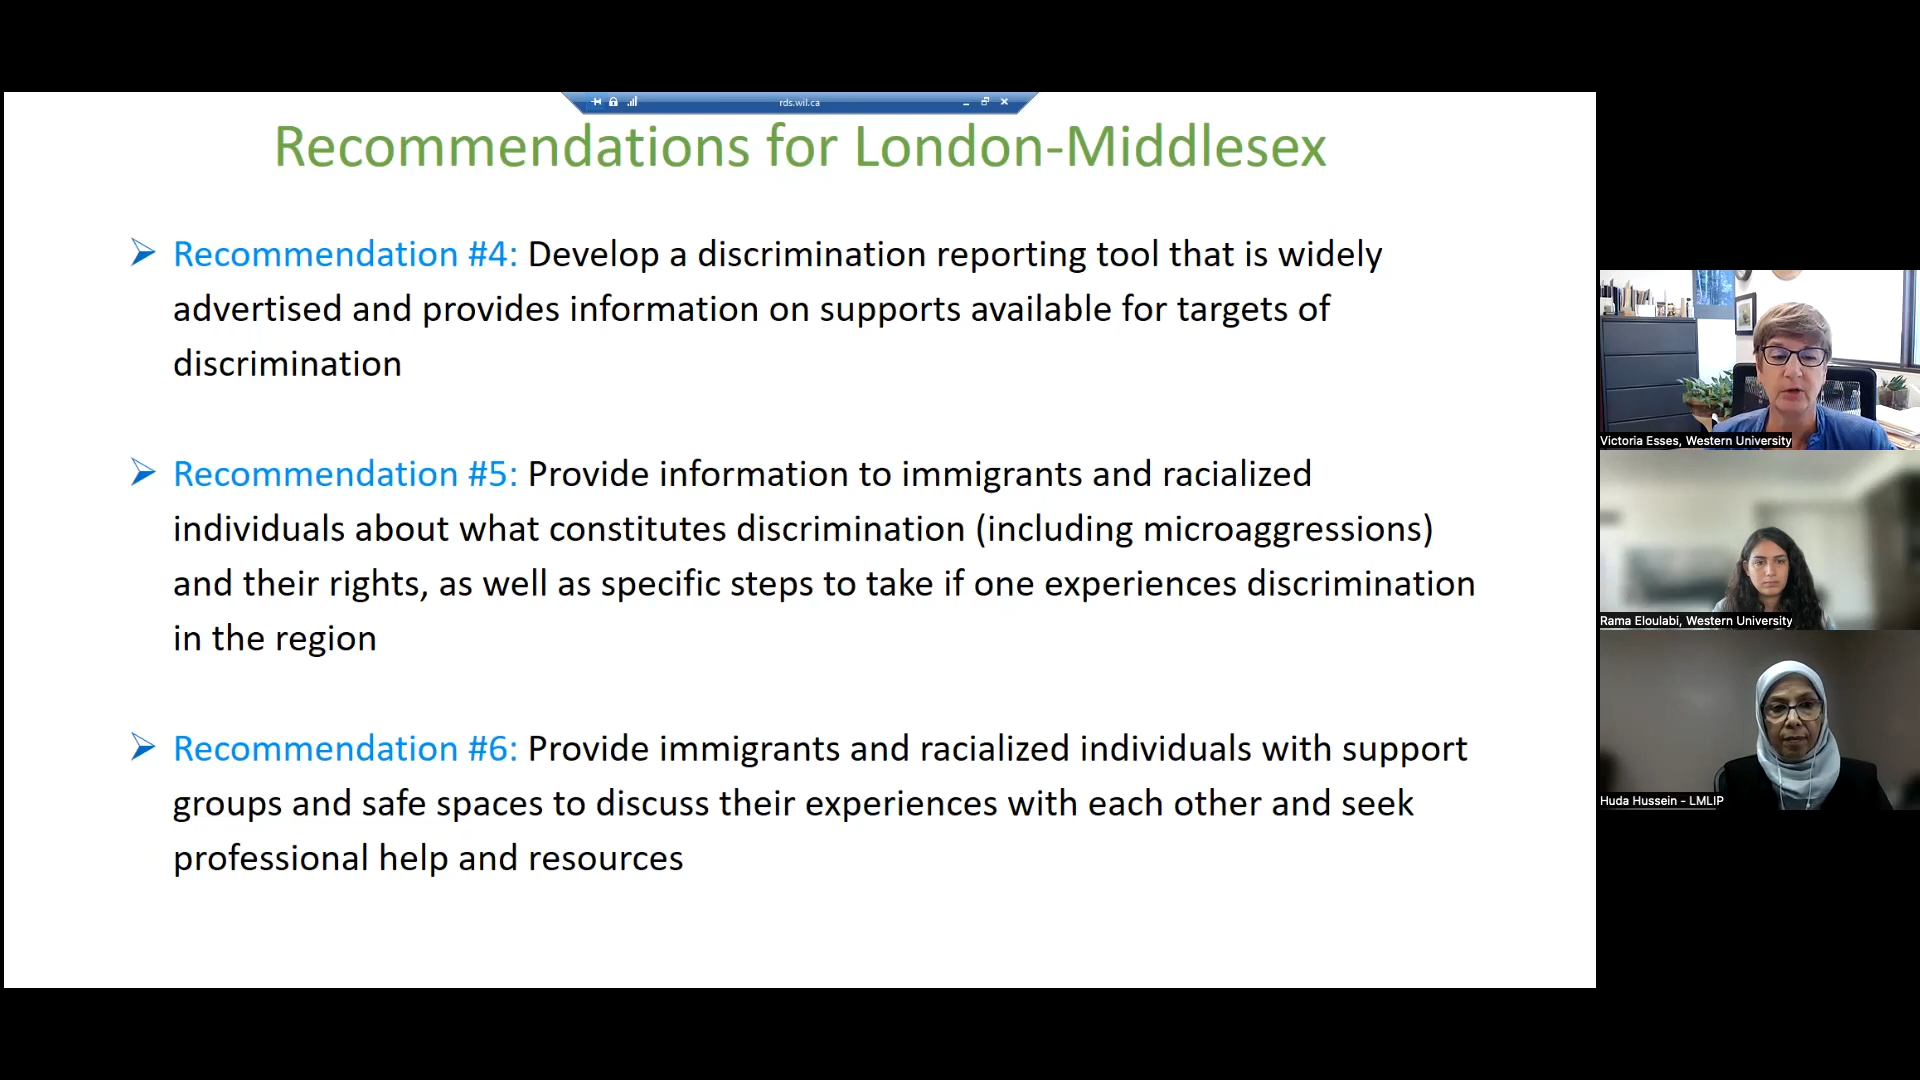 rds.wil.ca
Recommendations for London-Middlesex
Recommendation #4: Develop a discrimination reporting tool that is widely
advertised and provides information on supports available for targets of
discrimination
Recommendation #5: Provide information to immigrants and racialized
individuals about what constitutes discrimination (including microaggressions)
and their rights, as well as specific steps to take if one experiences discrimination
in the region
Recommendation #6: Provide immigrants and racialized individuals with support
groups and safe spaces to discuss their experiences with each other and seek
professional help and resources
Victoria Esses, Western University
Rama Eloulabi, Western University
Huda Hussein - LMLIP